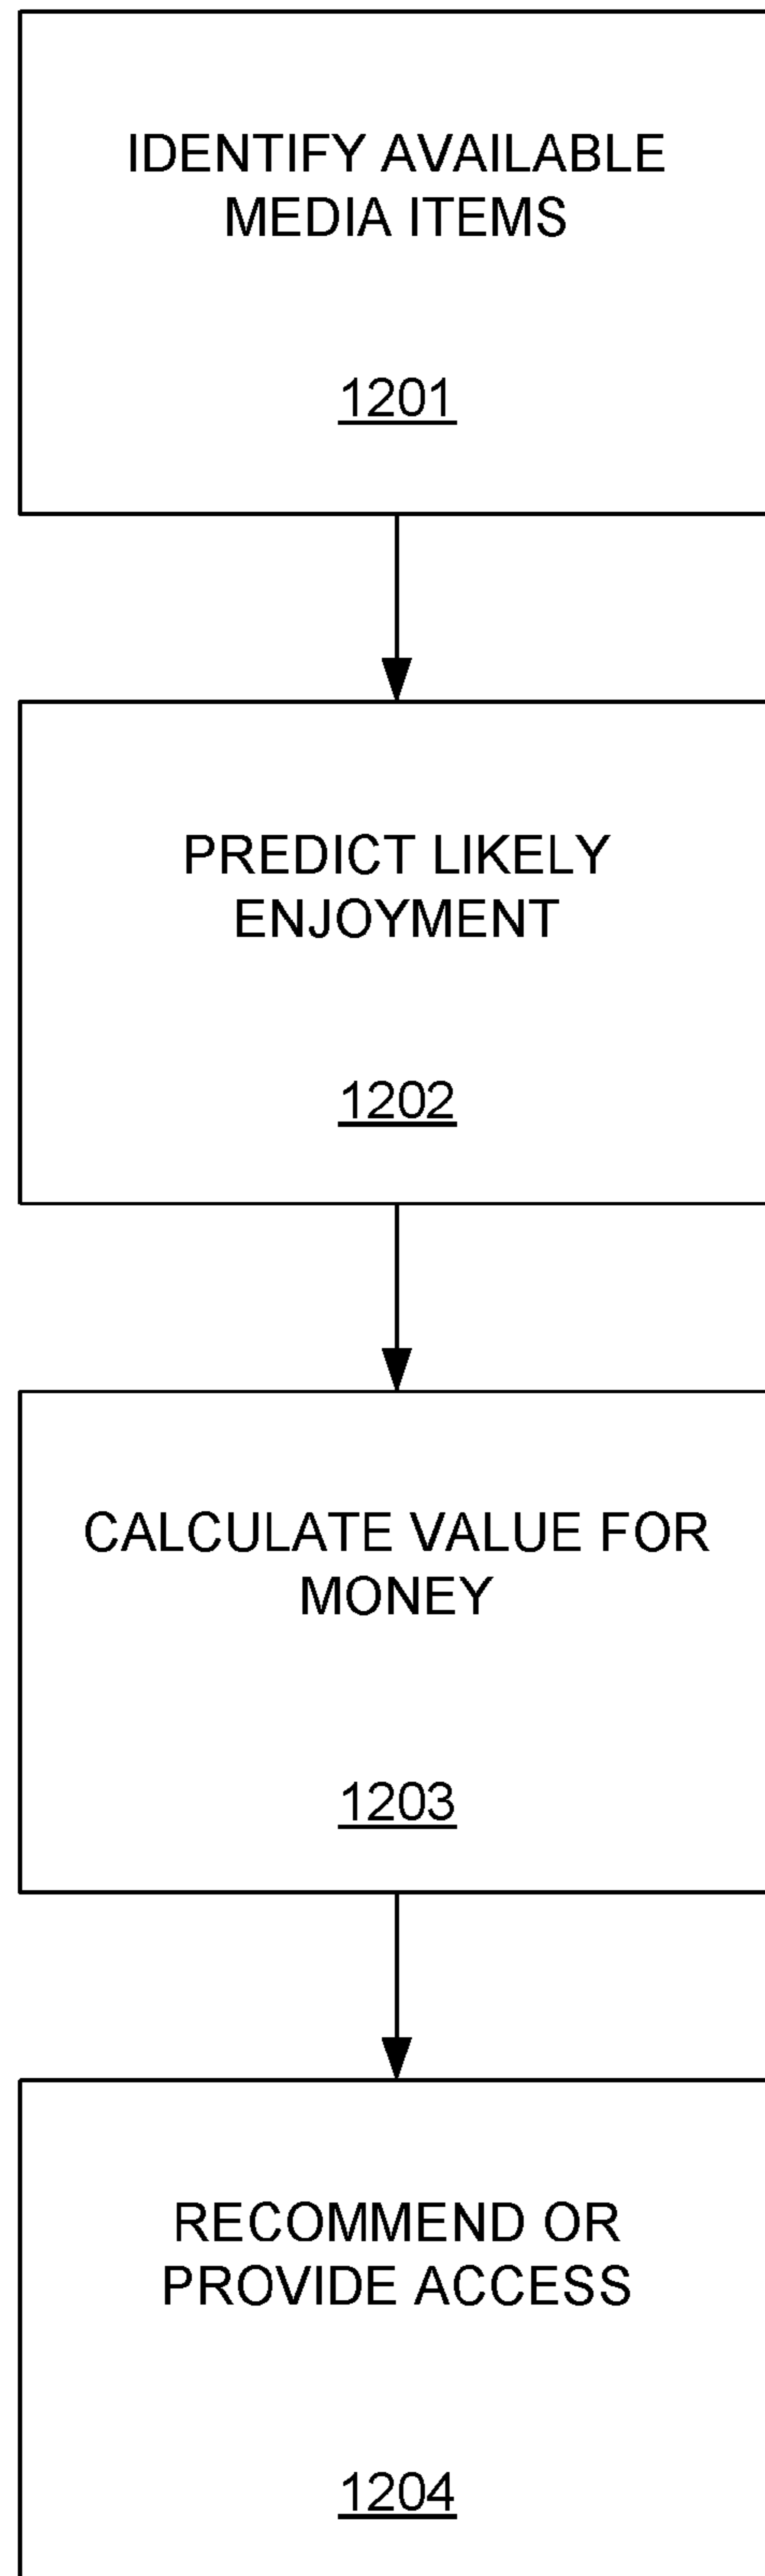 IDENTIFY AVAILABLE
MEDIA ITEMS
1201
PREDICT LIKELY
ENJOYMENT
1202
CALCULATE VALUE FOR
MONEY
1203
RECOMMEND OR
PROVIDE ACCESS
1204